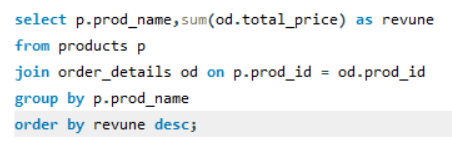 select p.prod_name,sum(od.total_price) as revune
from products p
join order_details od on p.prod_id = od.prod_id
group by p.prod_name
order by revune desc;